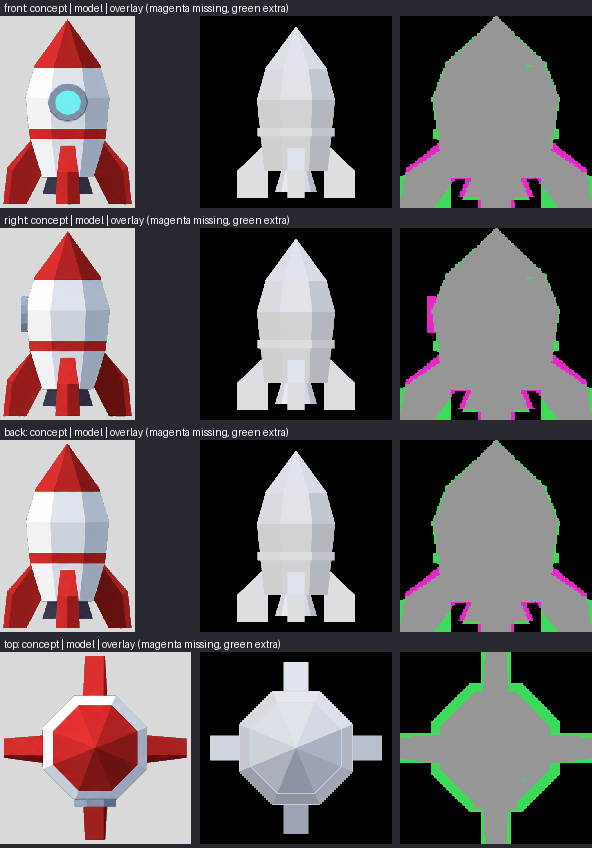 front: concept | model | overlay (magenta missing, green extra)
right: concept | model | overlay (magenta missing, green extra)
back: concept | model | overlay (magenta missing, green extra)
top: concept | model | overlay (magenta missing, green extra)